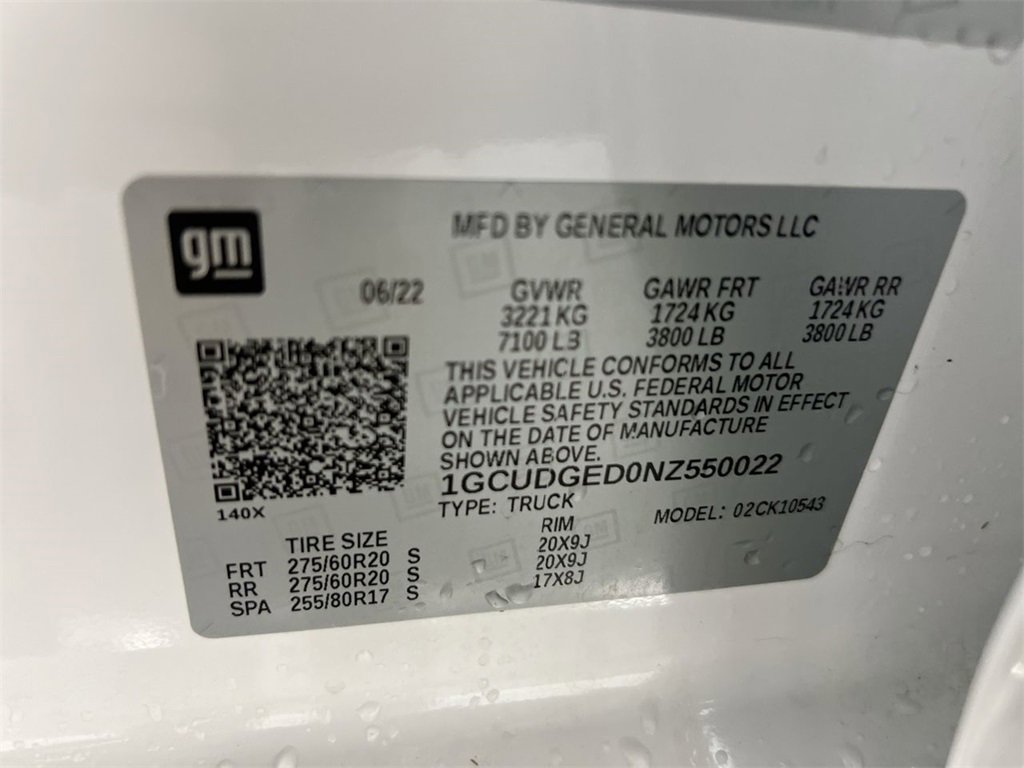 gm
MFD BY GENERAL MOTORS LLC
06/22 GVWR GAWR FRT GAWR RR
3221 KG 1724 KG 1724 KG
7100 LB 3800 LB 3800 LB
THIS VEHICLE CONFORMS TO ALL
APPLICABLE U.S. FEDERAL MOTOR
VEHICLE SAFETY STANDARDS IN EFFECT
ON THE DATE OF MANUFACTURE
SHOWN ABOVE.
1GCUDGED0NZ550022
140X
TYPE: TRUCK MODEL: 02CK10543
TIRE SIZE RIM
FRT 275/60R20 S 20X9J
RR 275/60R20 S 20X9J
SPA 255/80R17 S 17X8J